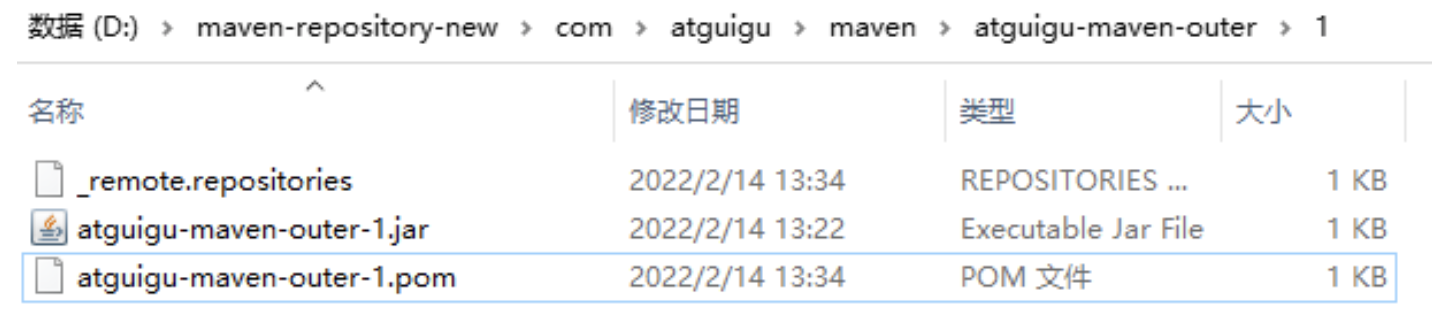 数据 (D:) > maven-repository-new > com > atguigu > maven > atguigu-maven-outer > 1
名称 修改日期 类型 大小
_remote.repositories 2022/2/14 13:34 REPOSITORIES ... 1 KB
atguigu-maven-outer-1.jar 2022/2/14 13:22 Executable Jar File 1 KB
atguigu-maven-outer-1.pom 2022/2/14 13:34 POM 文件 1 KB